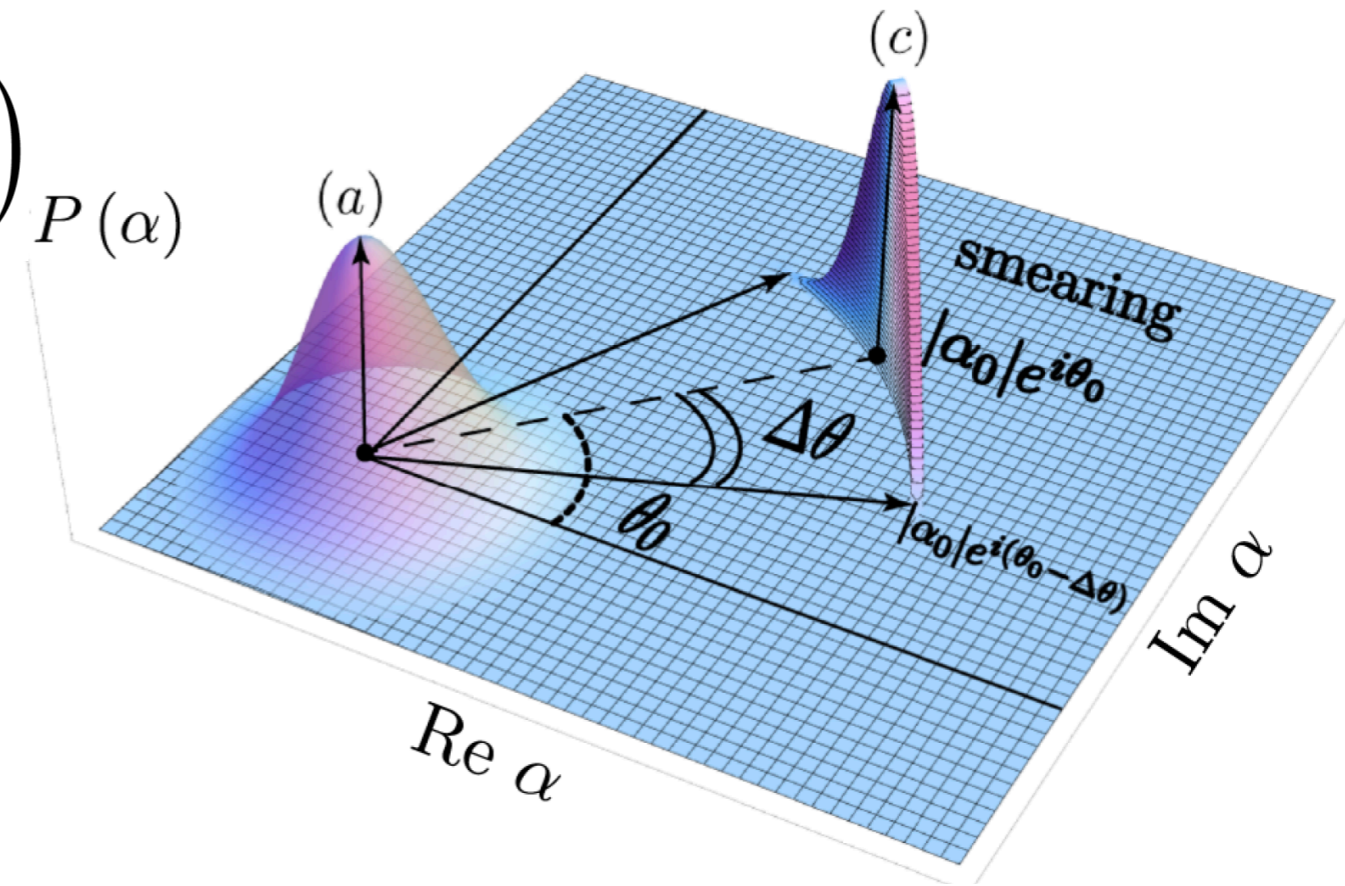 (c)
)
P (α)
(a)
smearing
|α₀|e^{iθ₀}
Δθ
θ₀
|α₀|e^{i(θ₀−Δθ)}
Im α
Re α